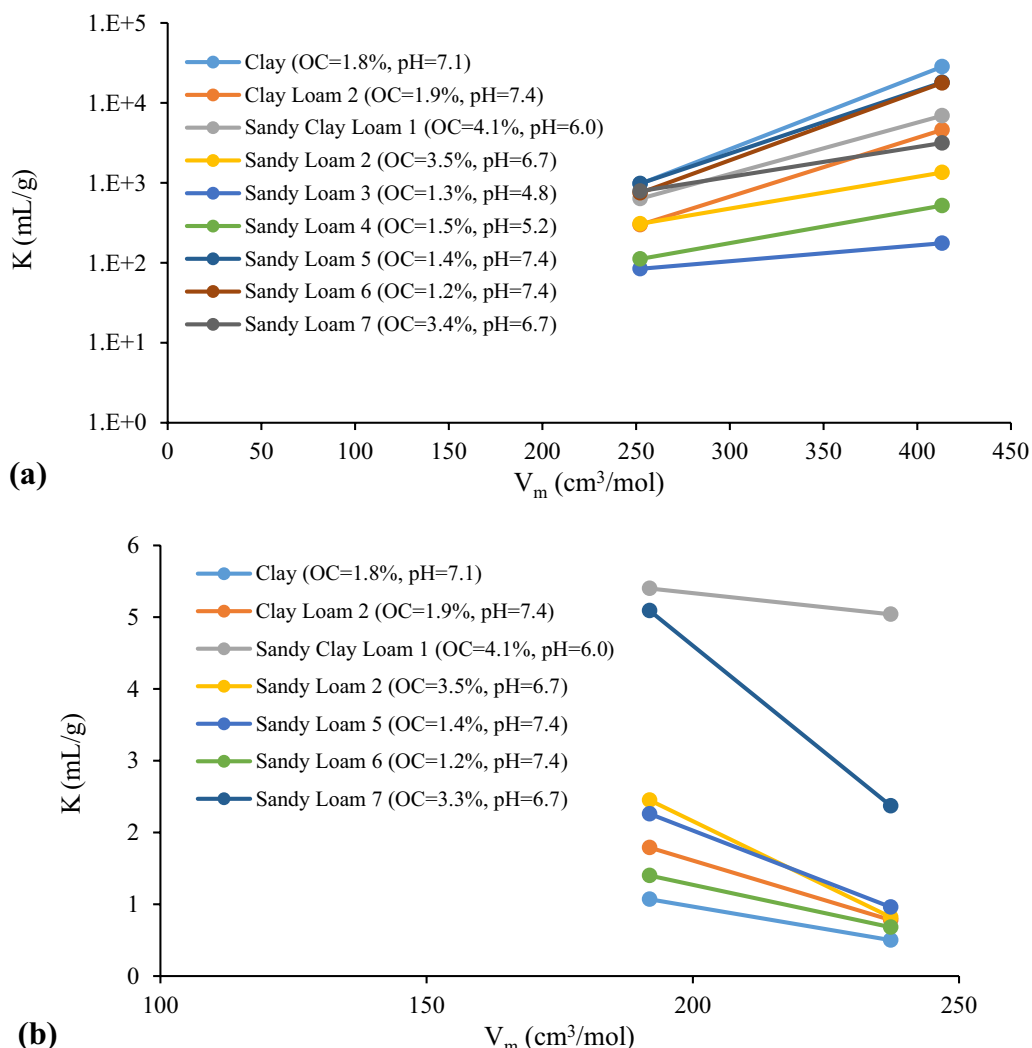 1.E+5
1.E+4
1.E+3
1.E+2
1.E+1
1.E+0
K (mL/g)
Clay (OC=1.8%, pH=7.1)
Clay Loam 2 (OC=1.9%, pH=7.4)
Sandy Clay Loam 1 (OC=4.1%, pH=6.0)
Sandy Loam 2 (OC=3.5%, pH=6.7)
Sandy Loam 3 (OC=1.3%, pH=4.8)
Sandy Loam 4 (OC=1.5%, pH=5.2)
Sandy Loam 5 (OC=1.4%, pH=7.4)
Sandy Loam 6 (OC=1.2%, pH=7.4)
Sandy Loam 7 (OC=3.4%, pH=6.7)
0 50 100 150 200 250 300 350 400 450
(a)
Vm (cm³/mol)
6
5
4
3
2
1
0
K (mL/g)
Clay (OC=1.8%, pH=7.1)
Clay Loam 2 (OC=1.9%, pH=7.4)
Sandy Clay Loam 1 (OC=4.1%, pH=6.0)
Sandy Loam 2 (OC=3.5%, pH=6.7)
Sandy Loam 5 (OC=1.4%, pH=7.4)
Sandy Loam 6 (OC=1.2%, pH=7.4)
Sandy Loam 7 (OC=3.3%, pH=6.7)
100 150 200 250
(b)
Vm (cm³/mol)